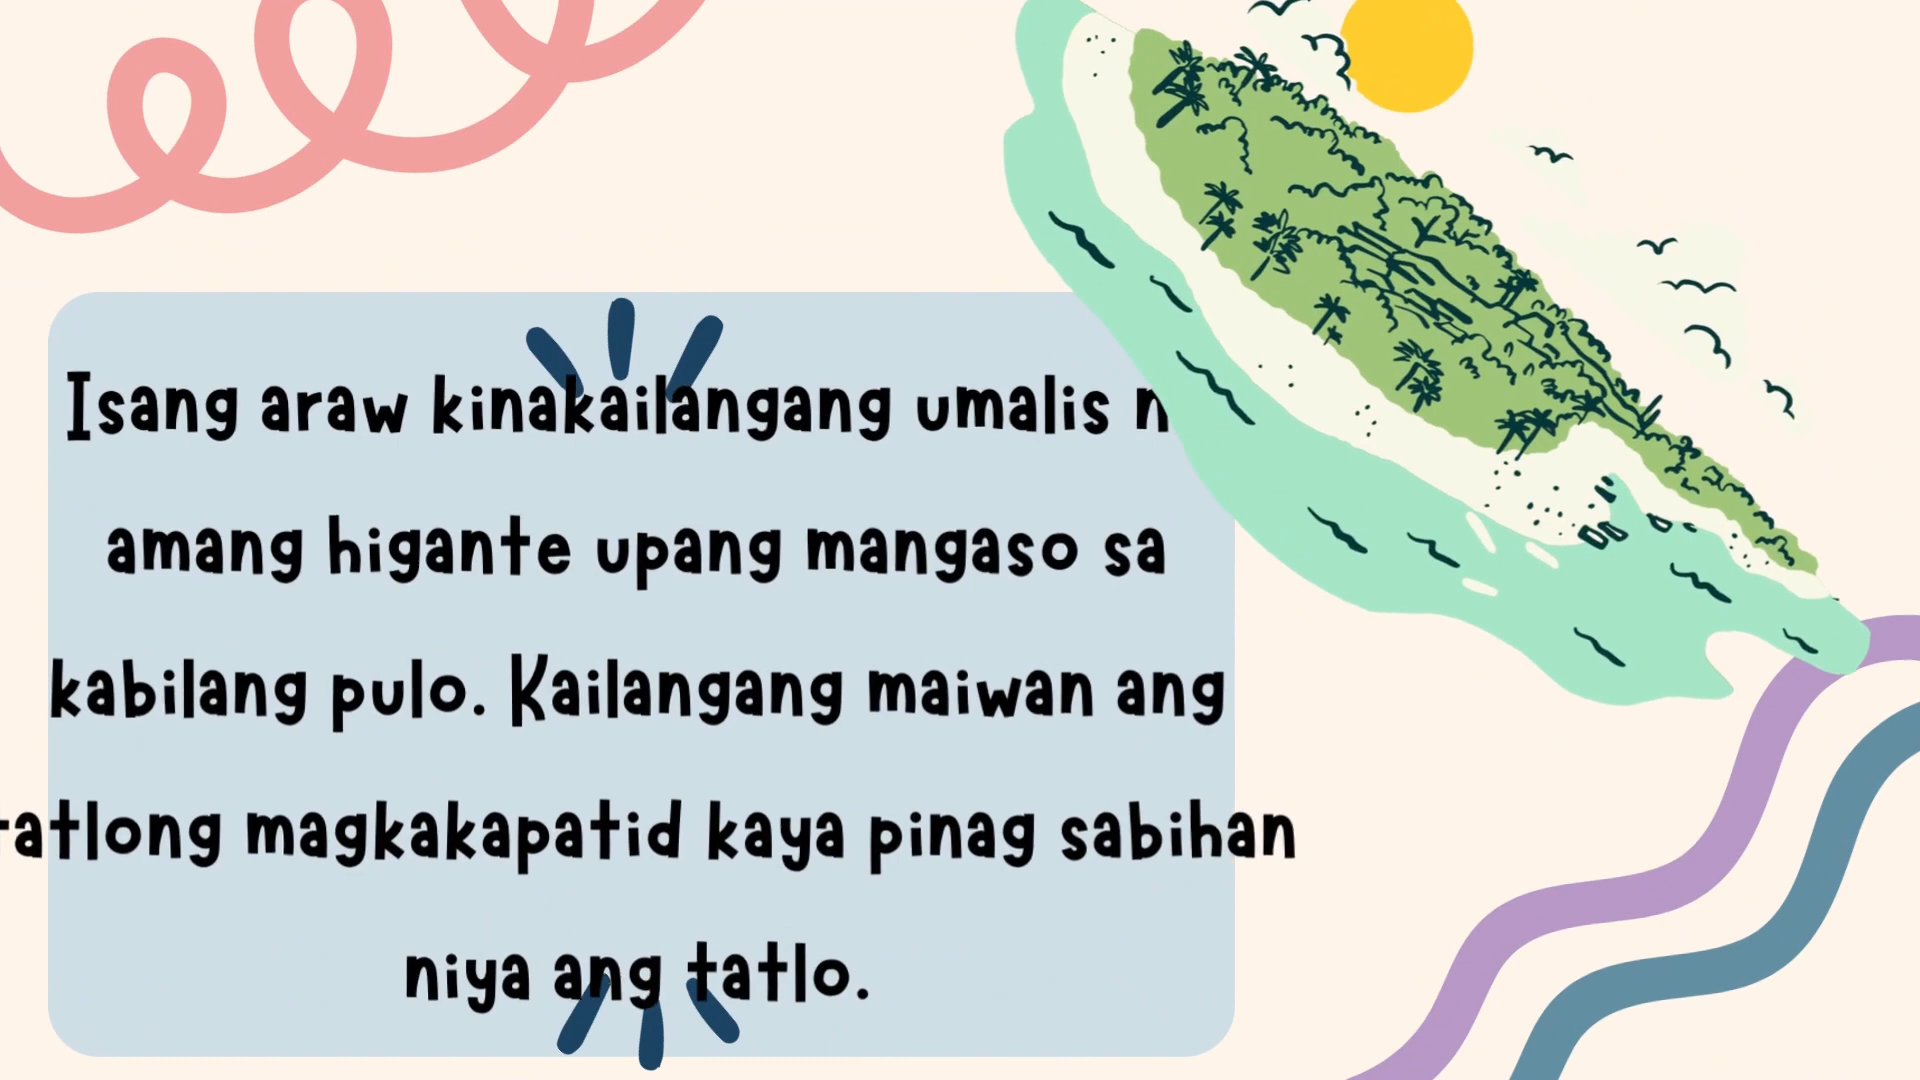 Isang araw kinakailangang umalis n
amang higante upang mangaso sa
kabilang pulo. Kailangang maiwan ang
tatlong magkakapatid kaya pinag sabihan
niya ang tatlo.